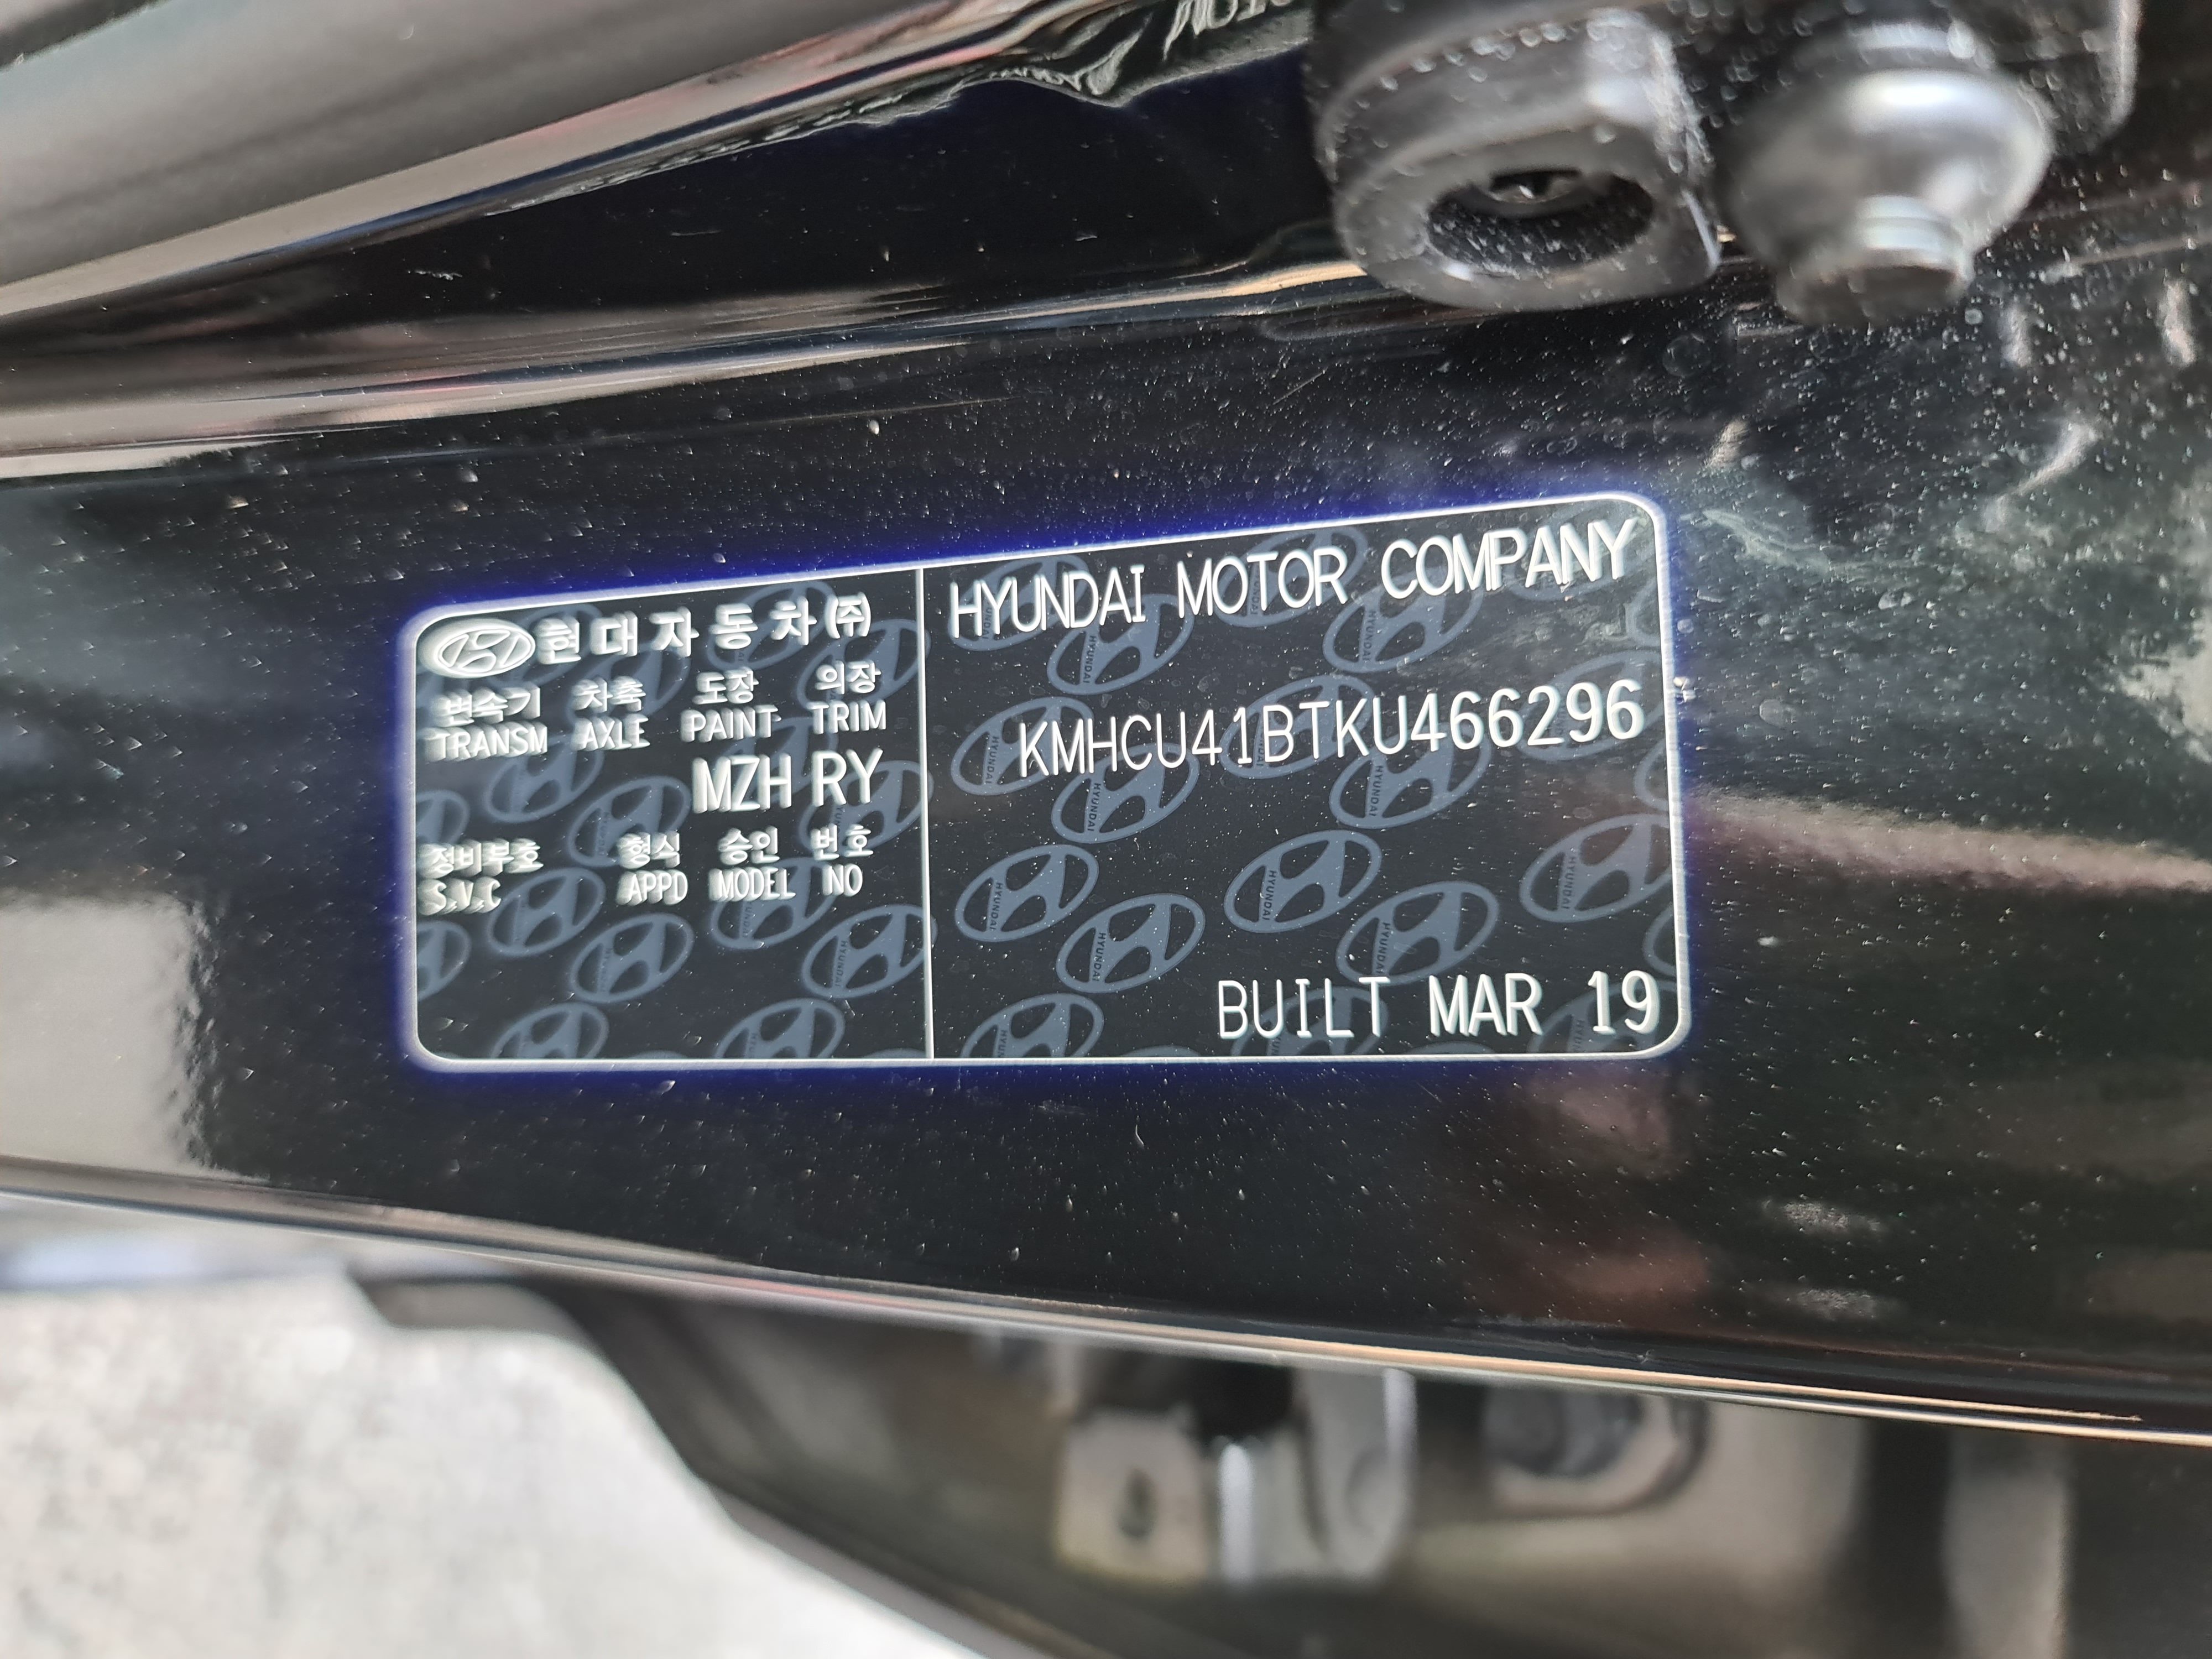 현대자동차(주)
변속기 차축 도장 의장
TRANSM AXLE PAINT TRIM
MZH RY
정비부호 형식 승인 번호
S.V.C APPD MODEL NO
HYUNDAI MOTOR COMPANY
KMHCU41BTKU466296
BUILT MAR 19